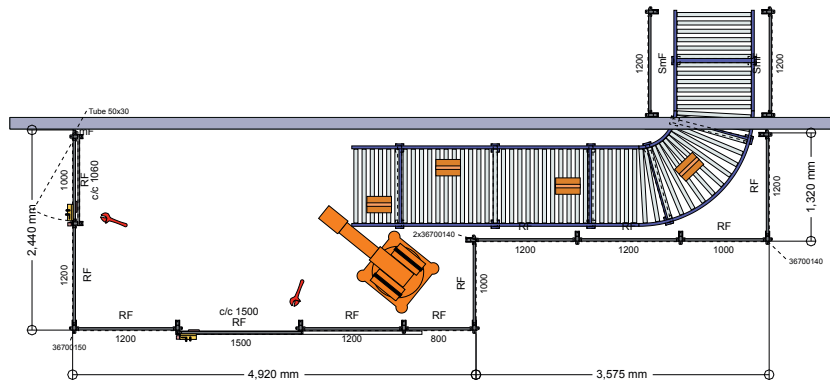 1200
SmF
SmF
1200
Tube 50x30
mF
1000
RF
c/c 1060
2,440 mm
1200
RF
RF
1200
1,320 mm
RF
RF
RF
2x36700140
1200
1200
1000
36700140
RF
1000
c/c 1500
RF
RF
RF
RF
36700150
1200
1500
1200
800
4,920 mm
3,575 mm